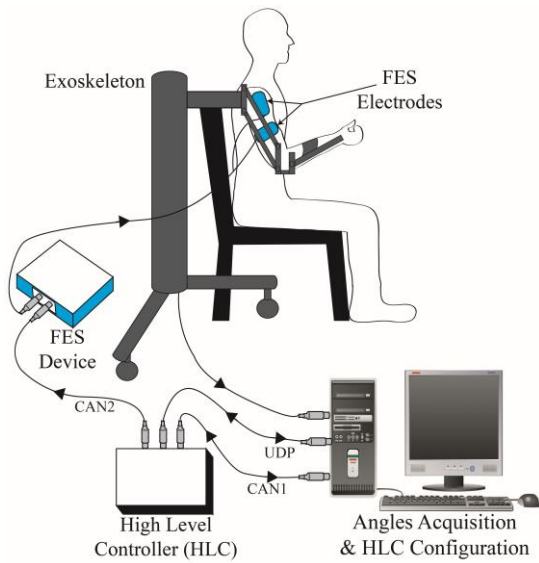 Exoskeleton
FES
Electrodes
FES
Device
CAN2
UDP
CAN1
High Level
Controller (HLC)
Angles Acquisition
& HLC Configuration